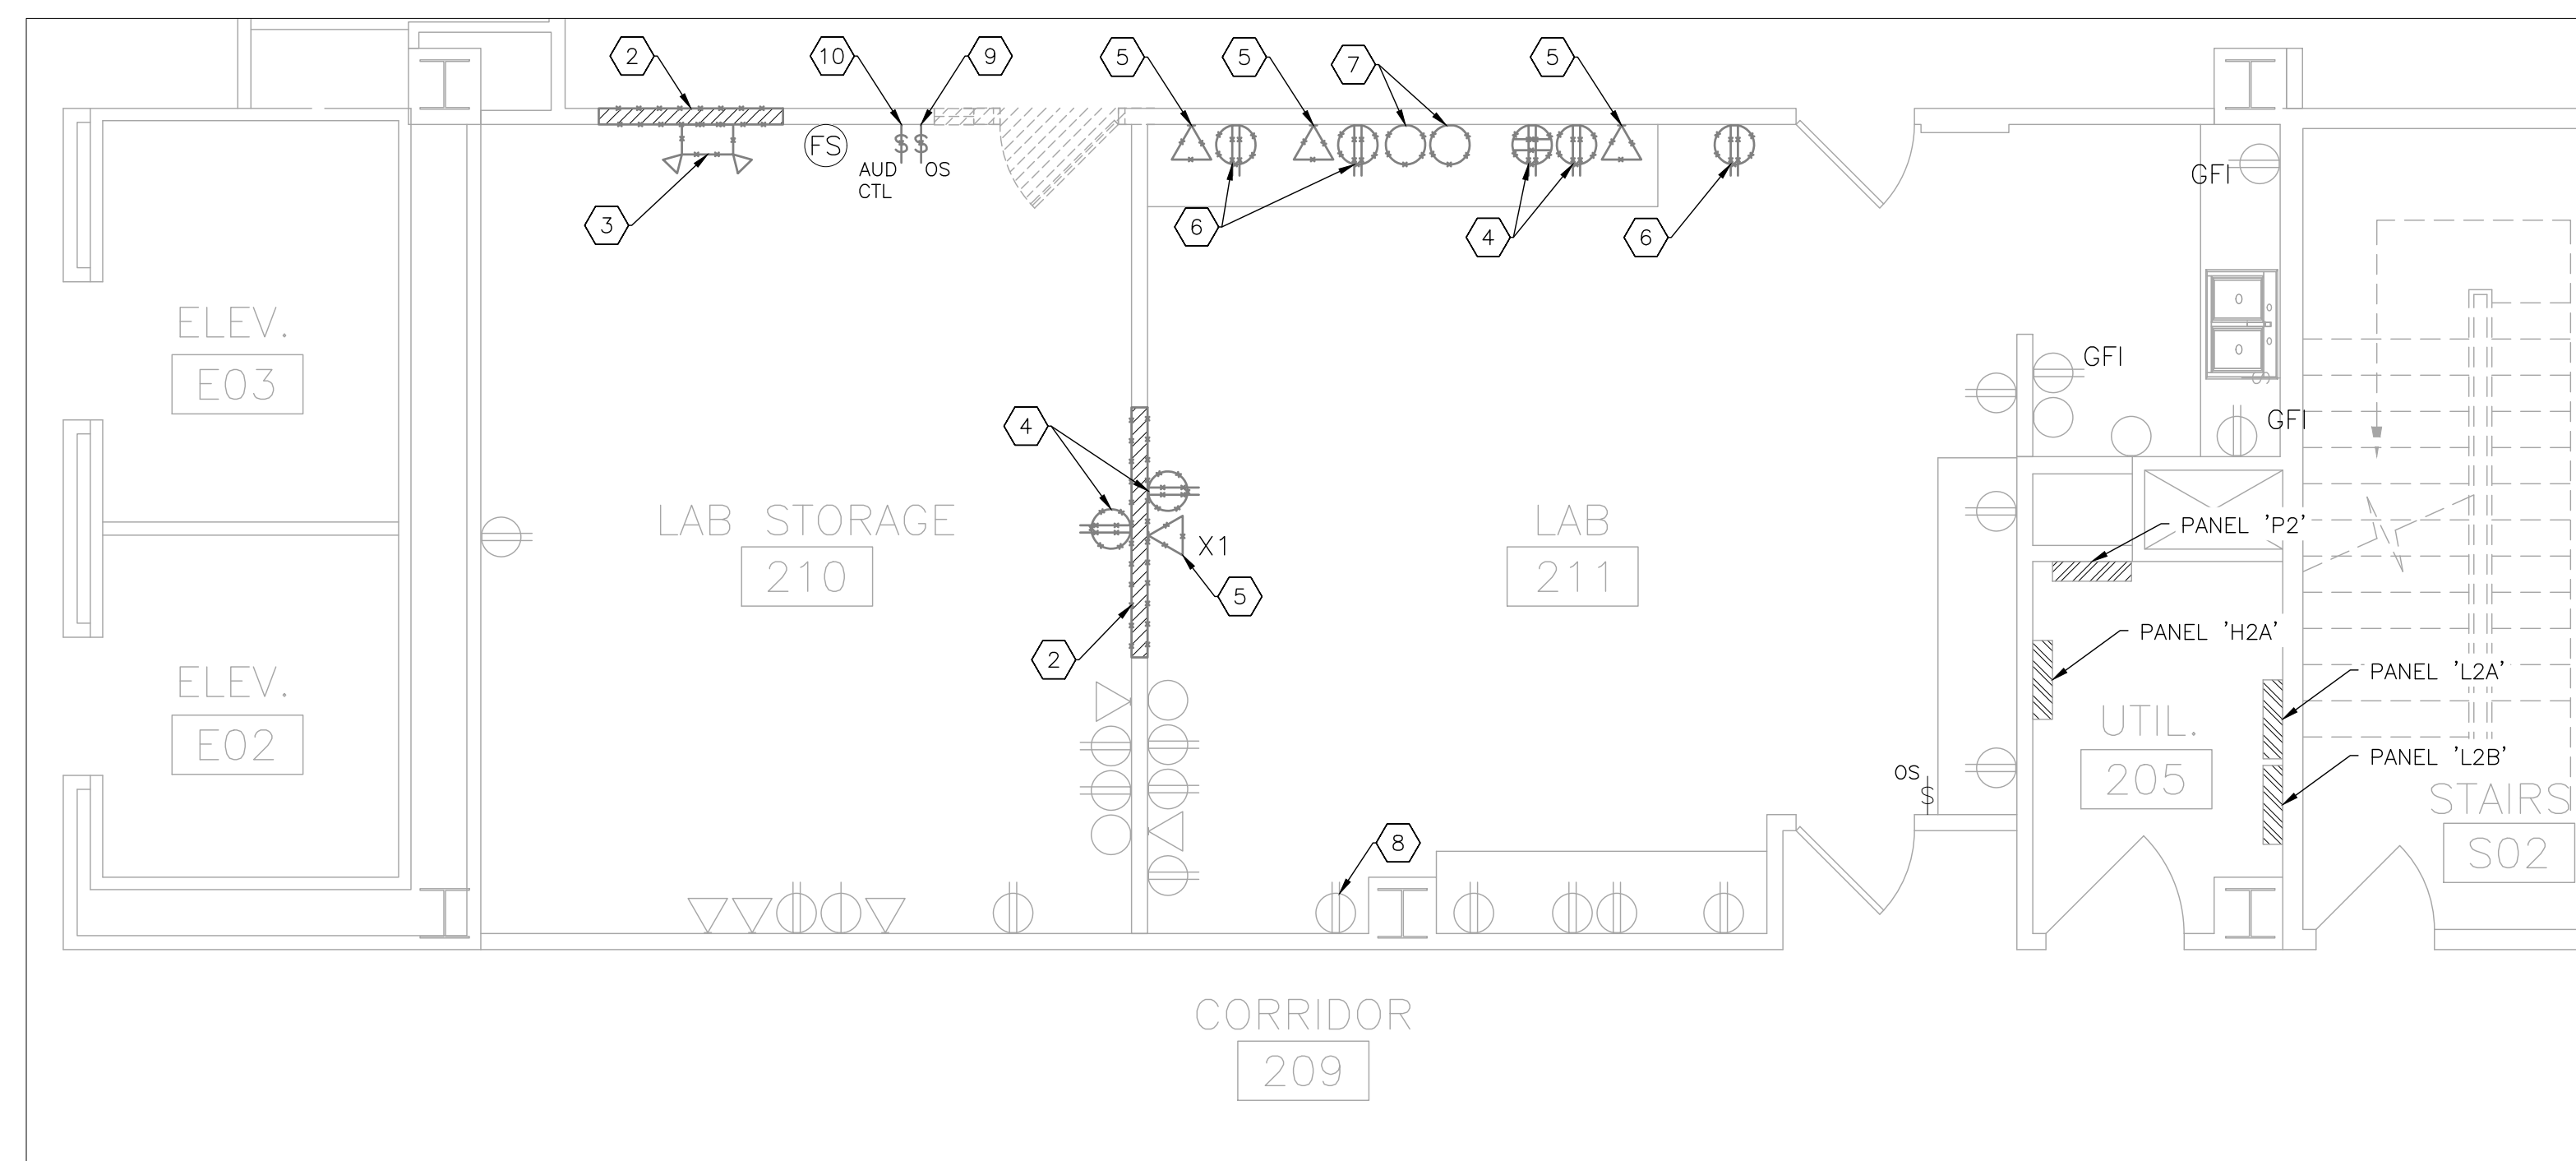 2
10
9
5
5
7
5
FS
AUD
CTL
OS
3
6
4
6
GFI
GFI
GFI
ELEV.
E03
4
LAB STORAGE
210
X1
5
2
LAB
211
PANEL 'P2'
PANEL 'H2A'
PANEL 'L2A'
PANEL 'L2B'
ELEV.
E02
UTIL.
205
OS
$
STAIRS
S02
8
CORRIDOR
209